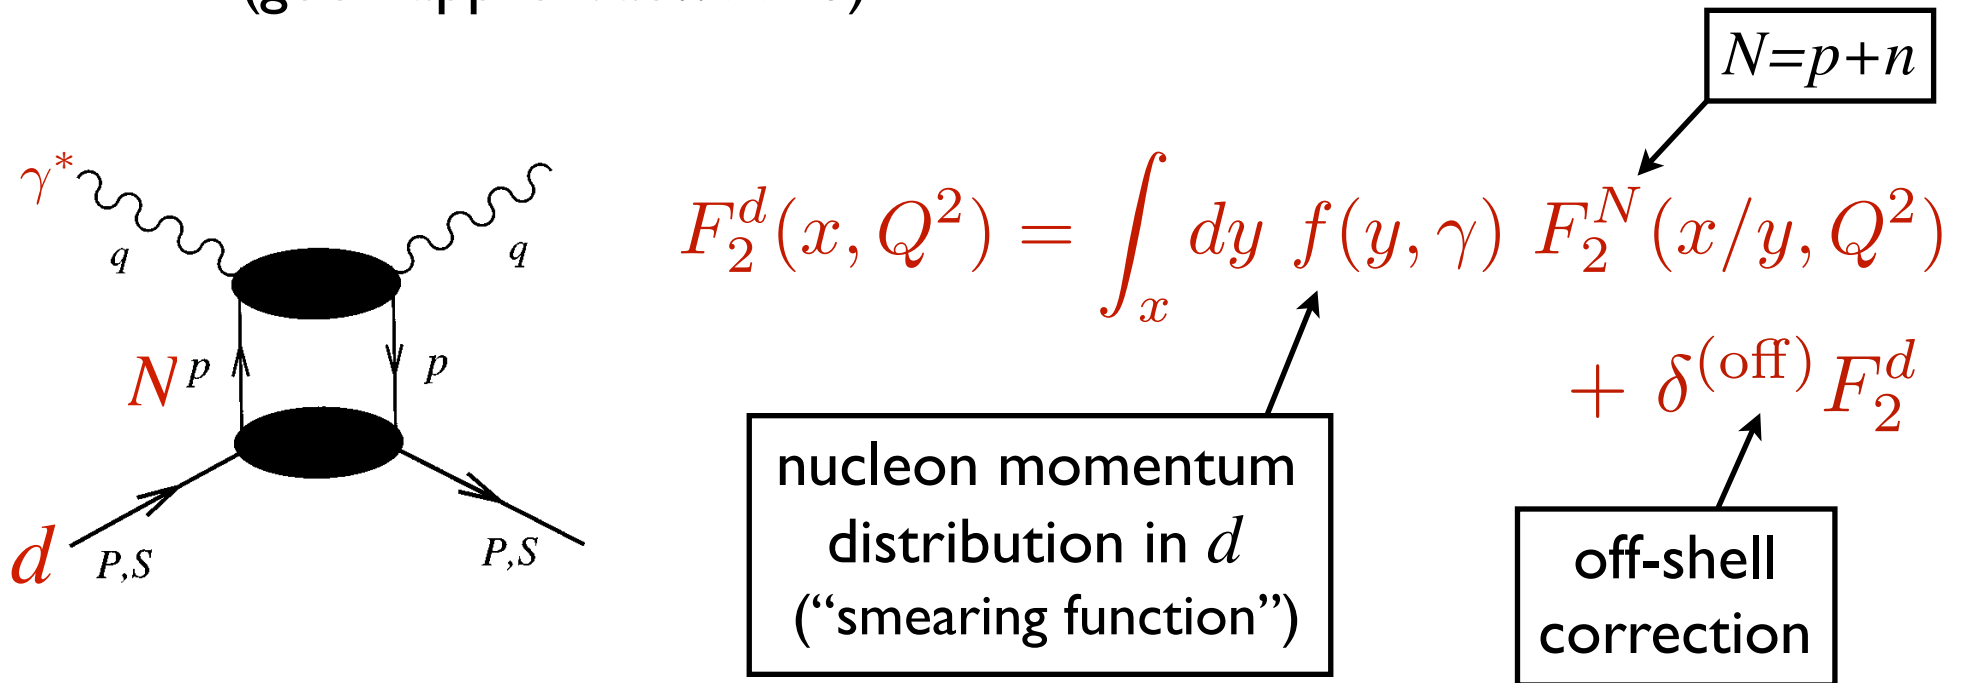 N=p+n
γ* q q
F_2^d(x, Q^2) = ∫_x dy f(y, γ) F_2^N(x/y, Q^2)
N p p
+ δ^(off) F_2^d
nucleon momentum
distribution in d
(“smearing function”)
off-shell
correction
d P,S P,S